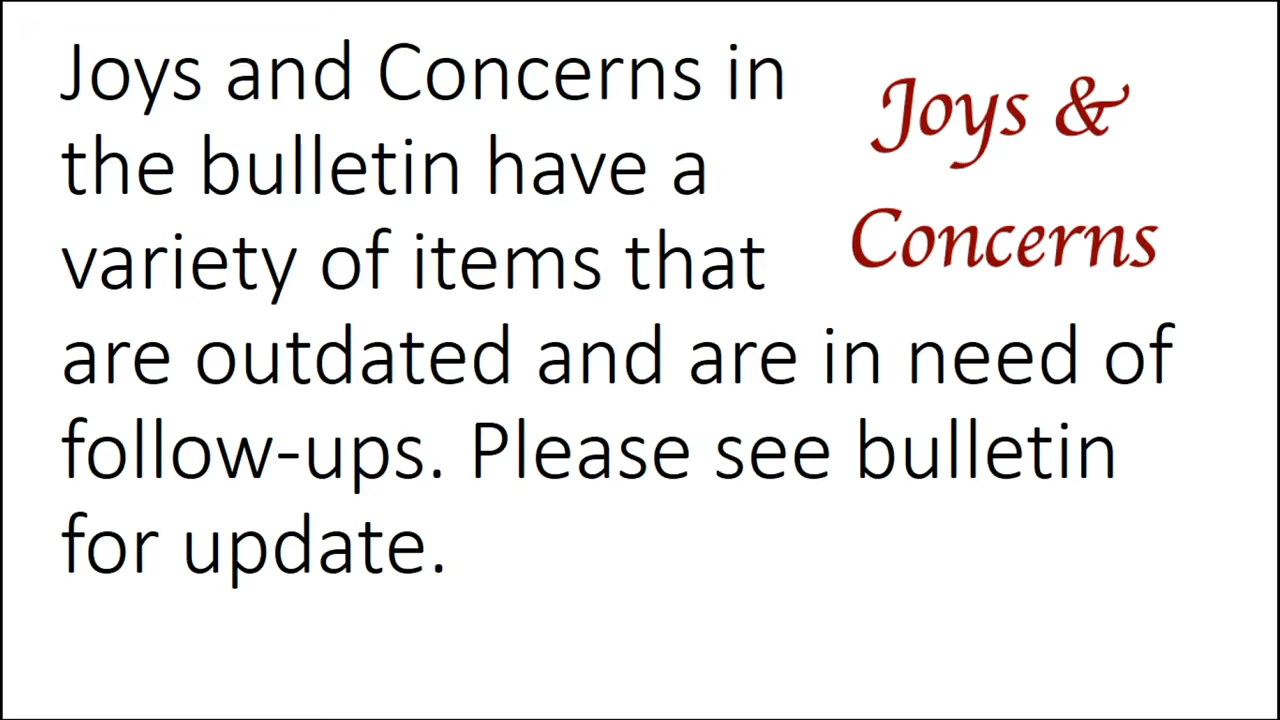 Joys and Concerns in
the bulletin have a
variety of items that
are outdated and are in need of
follow-ups. Please see bulletin
for update.
Joys &
Concerns